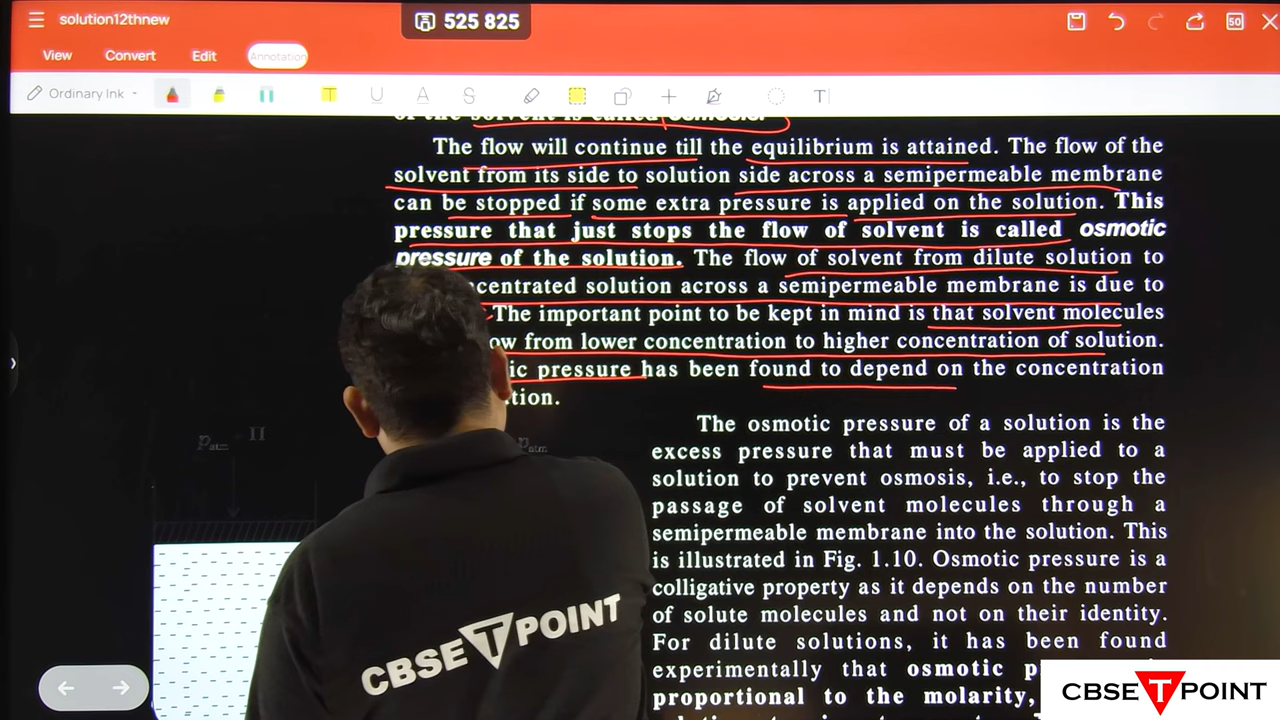 solution12thnew
525 825
50
View Convert Edit Annotation
Ordinary Ink
T U A S T
of the solvent is called osmosis.
The flow will continue till the equilibrium is attained. The flow of the
solvent from its side to solution side across a semipermeable membrane
can be stopped if some extra pressure is applied on the solution. This
pressure that just stops the flow of solvent is called osmotic
pressure of the solution. The flow of solvent from dilute solution to
centrated solution across a semipermeable membrane is due to
The important point to be kept in mind is that solvent molecules
ow from lower concentration to higher concentration of solution.
ic pressure has been found to depend on the concentration
tion.
Patm Π
Patm
The osmotic pressure of a solution is the
excess pressure that must be applied to a
solution to prevent osmosis, i.e., to stop the
passage of solvent molecules through a
semipermeable membrane into the solution. This
is illustrated in Fig. 1.10. Osmotic pressure is a
colligative property as it depends on the number
of solute molecules and not on their identity.
For dilute solutions, it has been found
experimentally that osmotic p
proportional to the molarity,
CBSE T POINT
CBSE T POINT